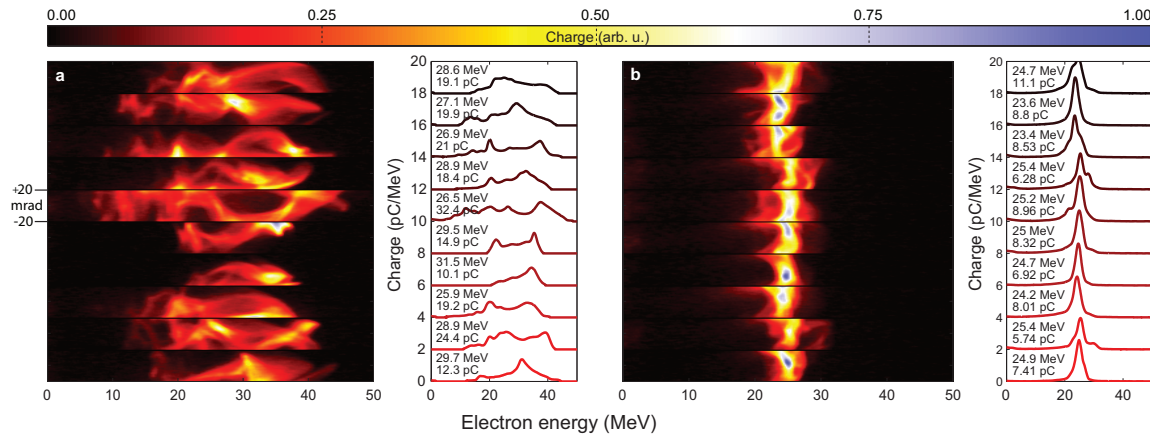 0.00 0.25 0.50 0.75 1.00
Charge (arb. u.)
a
+20
mrad
-20
0 10 20 30 40 50
20
18
16
14
12
10
8
6
4
2
0
Charge (pC/MeV)
28.6 MeV
19.1 pC
27.1 MeV
19.9 pC
26.9 MeV
21 pC
28.9 MeV
18.4 pC
26.5 MeV
32.4 pC
29.5 MeV
14.9 pC
31.5 MeV
10.1 pC
25.9 MeV
19.2 pC
28.9 MeV
24.4 pC
29.7 MeV
12.3 pC
0 20 40
b
0 10 20 30 40 50
20
18
16
14
12
10
8
6
4
2
0
Charge (pC/MeV)
24.7 MeV
11.1 pC
23.6 MeV
8.8 pC
23.4 MeV
8.53 pC
25.4 MeV
6.28 pC
25.2 MeV
8.96 pC
25 MeV
8.32 pC
24.7 MeV
6.92 pC
24.2 MeV
8.01 pC
25.4 MeV
5.74 pC
24.9 MeV
7.41 pC
0 20 40
Electron energy (MeV)